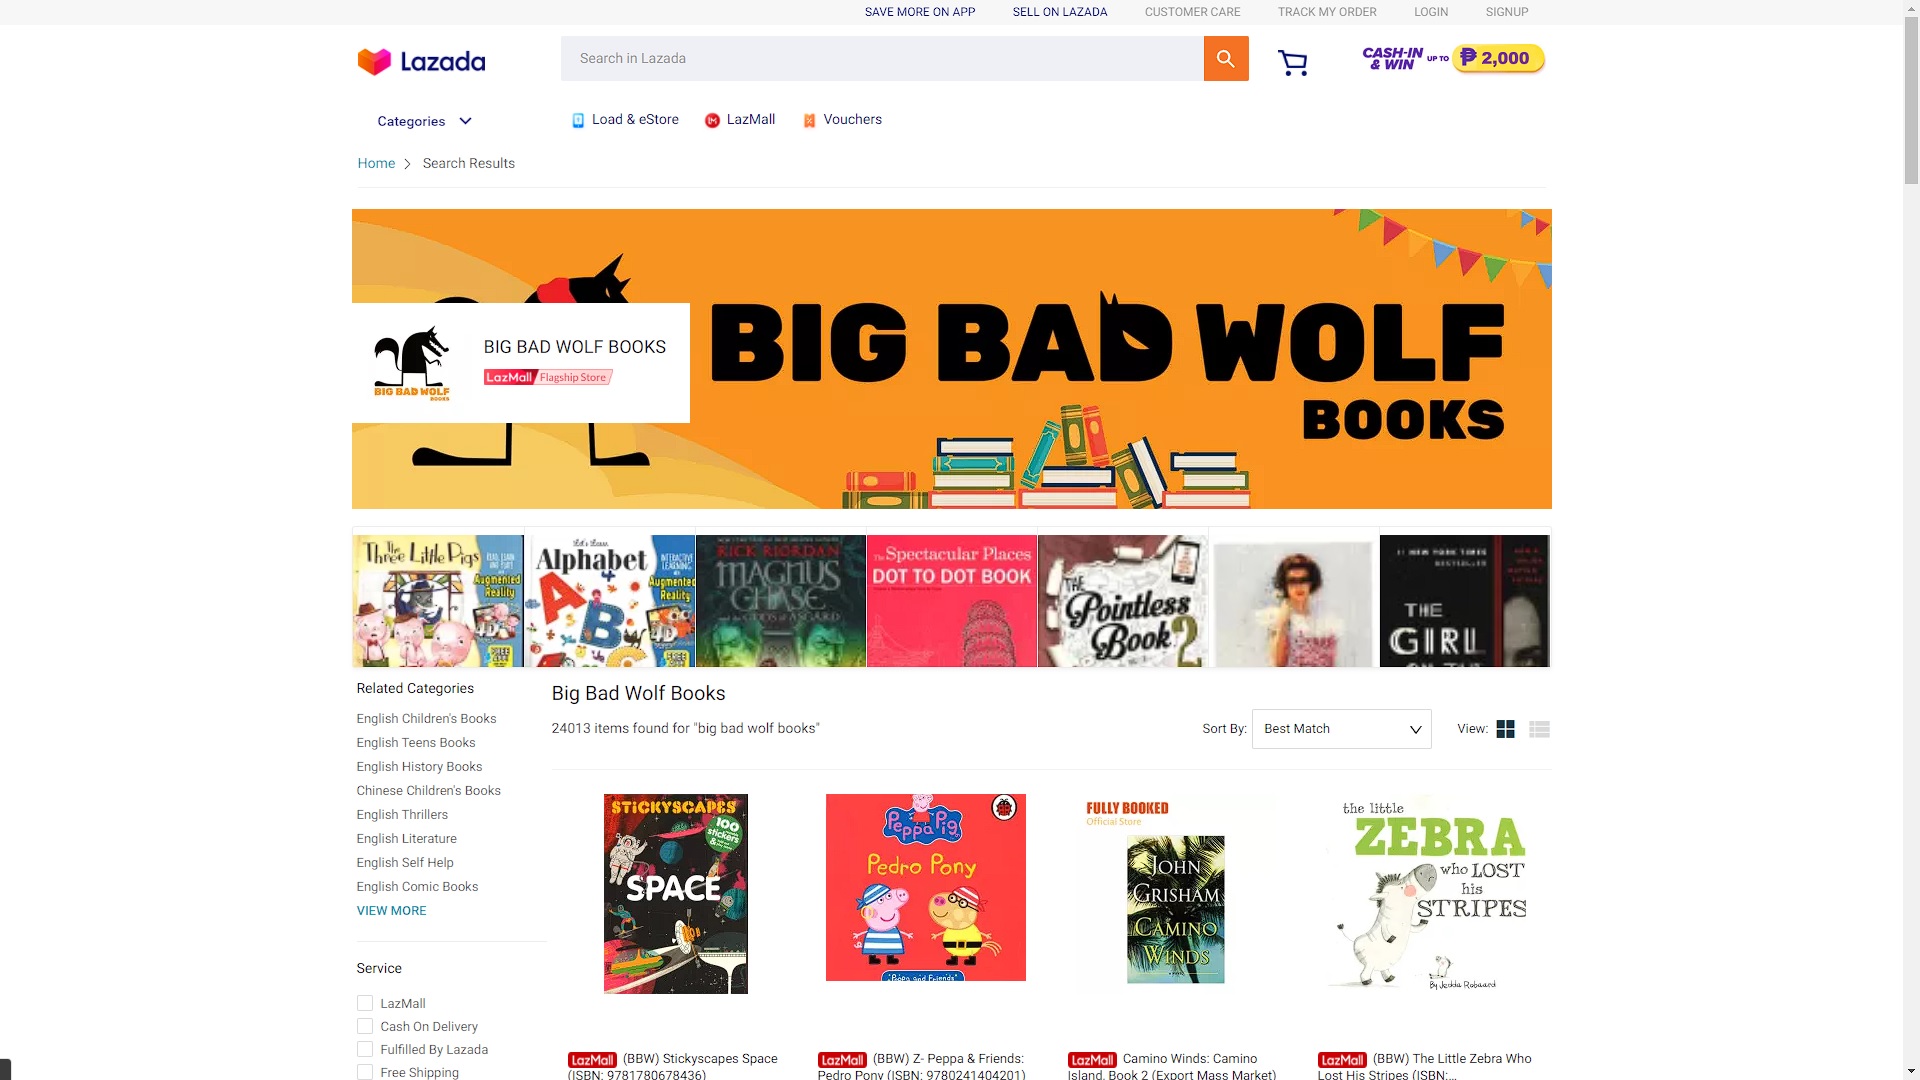 SAVE MORE ON APP
SELL ON LAZADA
CUSTOMER CARE
TRACK MY ORDER
LOGIN
SIGNUP
Lazada
Search in Lazada
CASH-IN & WIN UP TO ₱ 2,000
Categories
Load & eStore
LazMall
Vouchers
Home
Search Results
BIG BAD WOLF BOOKS
LazMall Flagship Store
BIG BAD WOLF
BOOKS
BIG BAD WOLF
BOOKS
The Three Little Pigs
Augmented
Reality
4D
FREE
Let's Learn
Alphabet
INTERACTIVE
LEARNING
Augmented
Reality
A
B
C
4D
FREE
RICK RIORDAN
MAGNUS
CHASE
AND THE GODS OF ASGARD
The Spectacular Places
DOT TO DOT BOOK
THE
Pointless
Book 2
#1 NEW YORK TIMES
BESTSELLER
THE
GIRL
Related Categories
English Children's Books
English Teens Books
English History Books
Chinese Children's Books
English Thrillers
English Literature
English Self Help
English Comic Books
VIEW MORE
Big Bad Wolf Books
24013 items found for "big bad wolf books"
Sort By:
Best Match
View:
STICKYSCAPES
100
stickers
SPACE
Peppa Pig
Pedro Pony
"Peppa and Friends"
FULLY BOOKED
Official Store
JOHN
GRISHAM
CAMINO
WINDS
the little
ZEBRA
who LOST
his
STRIPES
By Jedda Robaard
Service
LazMall
Cash On Delivery
Fulfilled By Lazada
Free Shipping
LazMall (BBW) Stickyscapes Space
(ISBN: 9781780678436)
LazMall (BBW) Z- Peppa & Friends:
Pedro Pony (ISBN: 9780241404201)
LazMall Camino Winds: Camino
Island, Book 2 (Export Mass Market)
LazMall (BBW) The Little Zebra Who
Lost His Stripes (ISBN:...